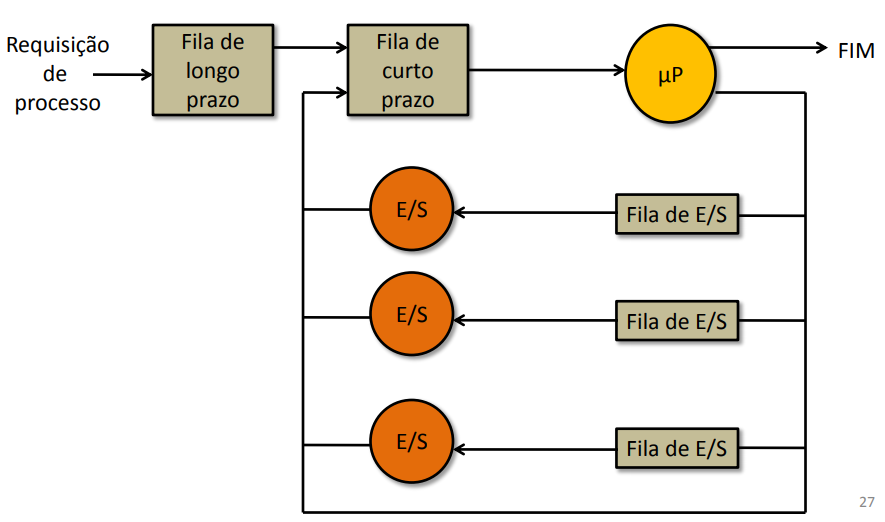 Requisição
de
processo
Fila de
longo
prazo
Fila de
curto
prazo
µP
FIM
E/S
Fila de E/S
E/S
Fila de E/S
E/S
Fila de E/S
27